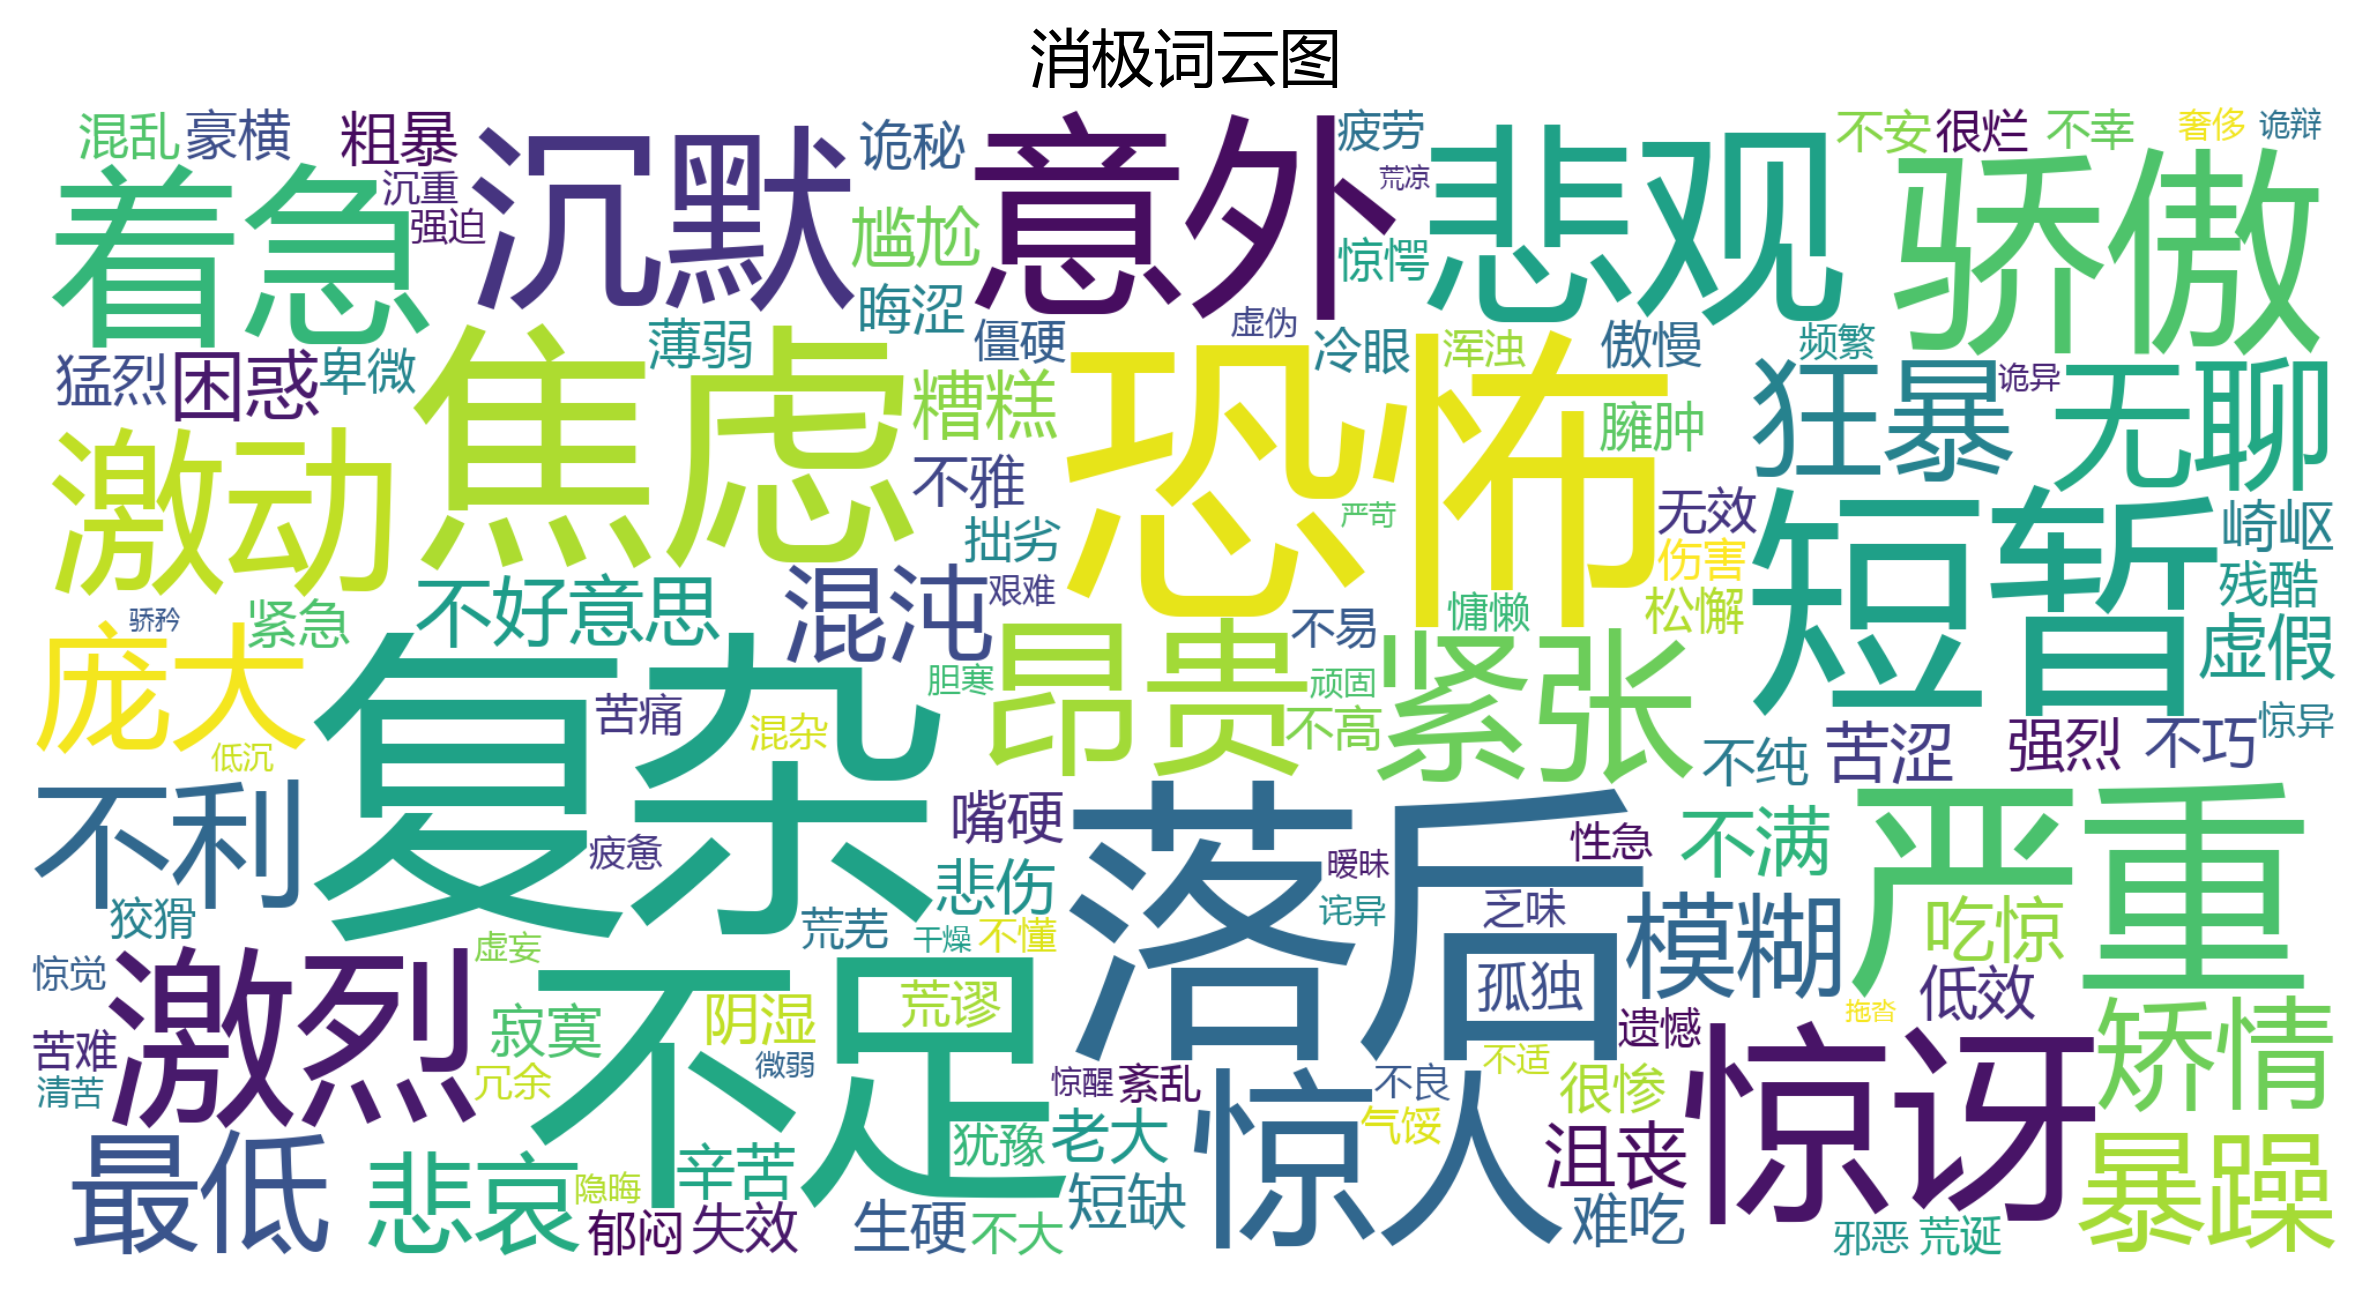 消极词云图
混乱
豪横
粗暴
沉默
诡秘
意外
疲劳
悲观
不安
很烂
不幸
奢侈
诡辩
着急
沉重
强迫
尴尬
荒凉
惊愕
骄傲
晦涩
薄弱
僵硬
虚伪
冷眼
浑浊
傲慢
频繁
猛烈
困惑
卑微
焦虑
糟糕
恐怖
臃肿
狂暴
诡异
无聊
激动
不雅
拙劣
严苛
无效
伤害
短暂
崎岖
残酷
骄矜
紧急
不好意思
混沌
艰难
不易
慵懒
松懈
虚假
庞大
低沉
复杂
苦痛
混杂
胆寒
昂贵
顽固
不高
紧张
不纯
苦涩
强烈
不巧
惊异
不利
疲惫
嘴硬
落后
暧昧
性急
不满
严重
狡猾
悲伤
诧异
乏味
模糊
吃惊
惊觉
激烈
虚妄
荒芜
干燥
不懂
不足
荒谬
孤独
低效
苦难
清苦
寂寞
冗余
阴湿
微弱
惊醒
紊乱
不良
不适
遗憾
拖沓
矫情
很惨
惊讶
最低
悲哀
隐晦
辛苦
犹豫
老大
惊人
气馁
沮丧
暴躁
郁闷
失效
生硬
不大
短缺
难吃
邪恶
荒诞